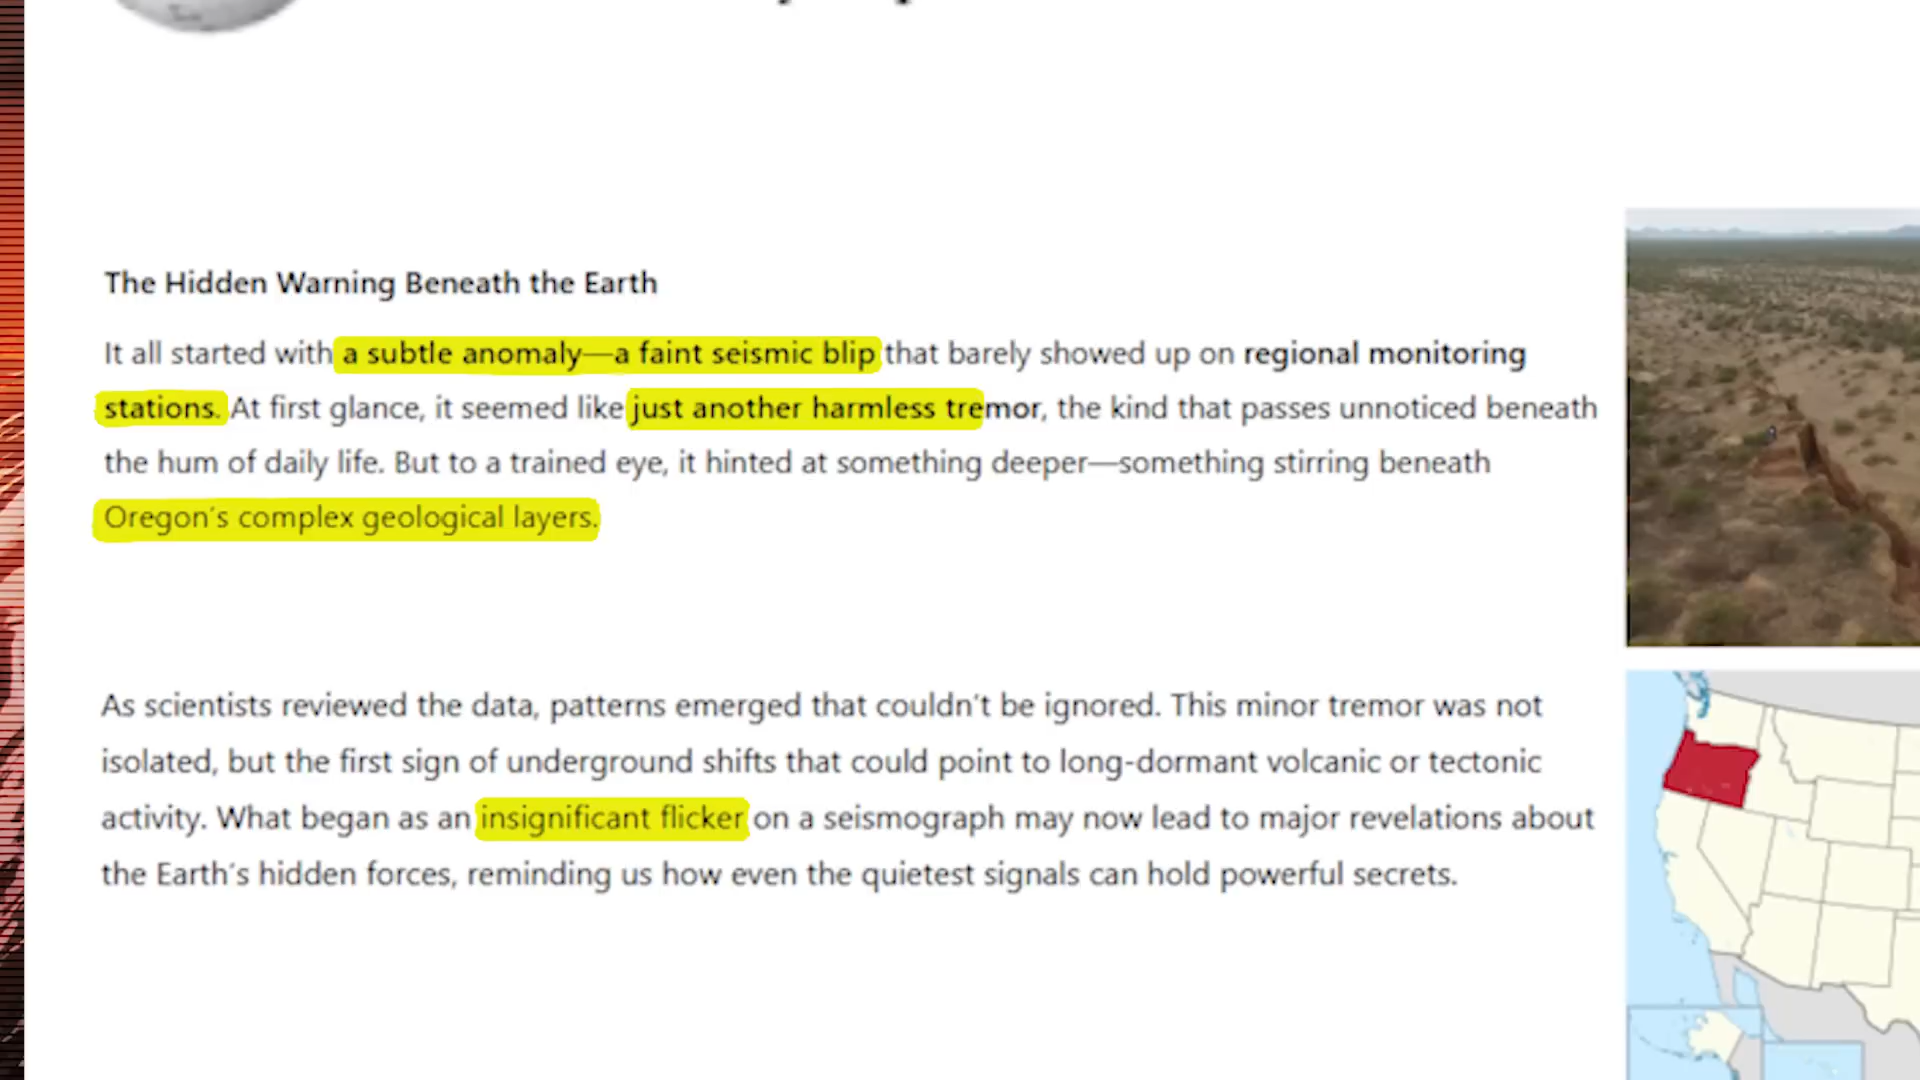 The Hidden Warning Beneath the Earth
It all started with a subtle anomaly—a faint seismic blip that barely showed up on regional monitoring
stations. At first glance, it seemed like just another harmless tremor, the kind that passes unnoticed beneath
the hum of daily life. But to a trained eye, it hinted at something deeper—something stirring beneath
Oregon's complex geological layers.
As scientists reviewed the data, patterns emerged that couldn't be ignored. This minor tremor was not
isolated, but the first sign of underground shifts that could point to long-dormant volcanic or tectonic
activity. What began as an insignificant flicker on a seismograph may now lead to major revelations about
the Earth's hidden forces, reminding us how even the quietest signals can hold powerful secrets.